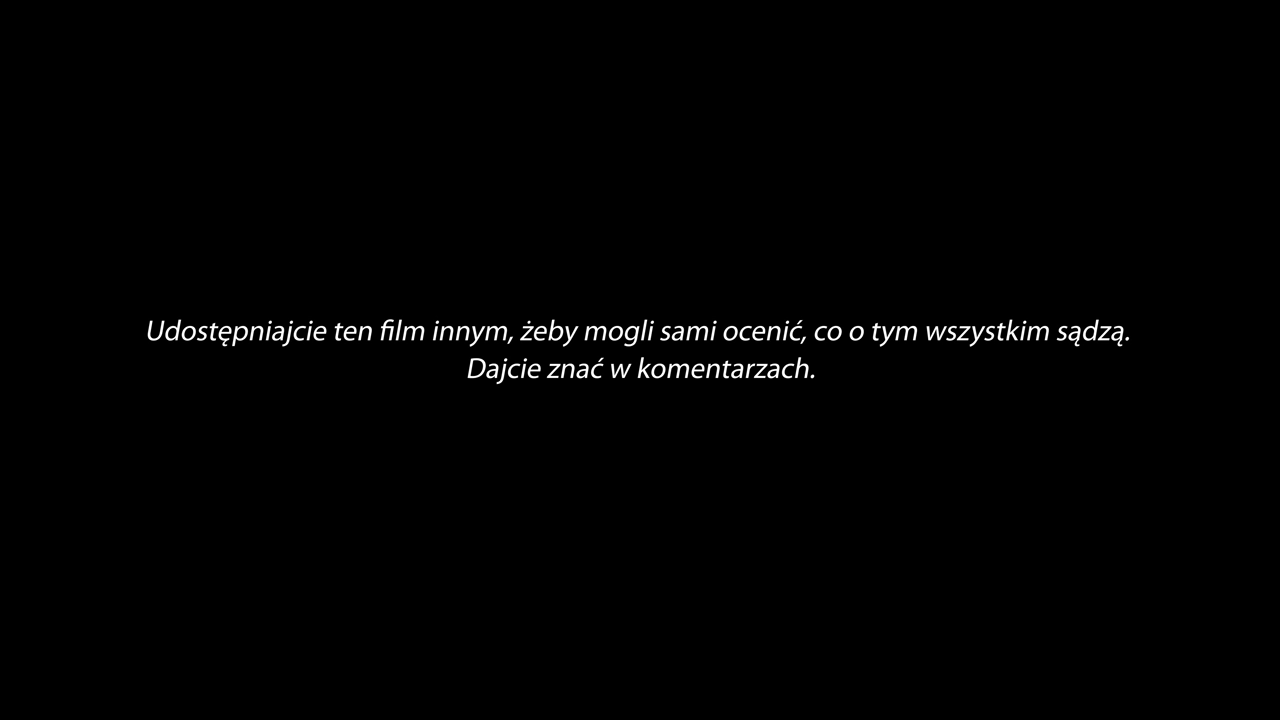 Udostępniajcie ten film innym, żeby mogli sami ocenić, co o tym wszystkim sądzą.
Dajcie znać w komentarzach.